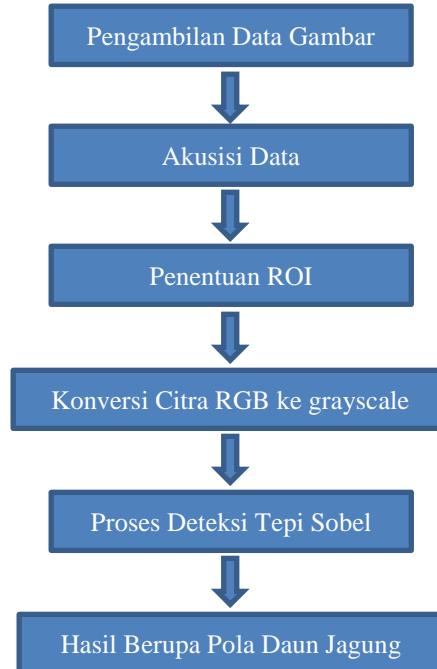 Pengambilan Data Gambar
Akusisi Data
Penentuan ROI
Konversi Citra RGB ke grayscale
Proses Deteksi Tepi Sobel
Hasil Berupa Pola Daun Jagung